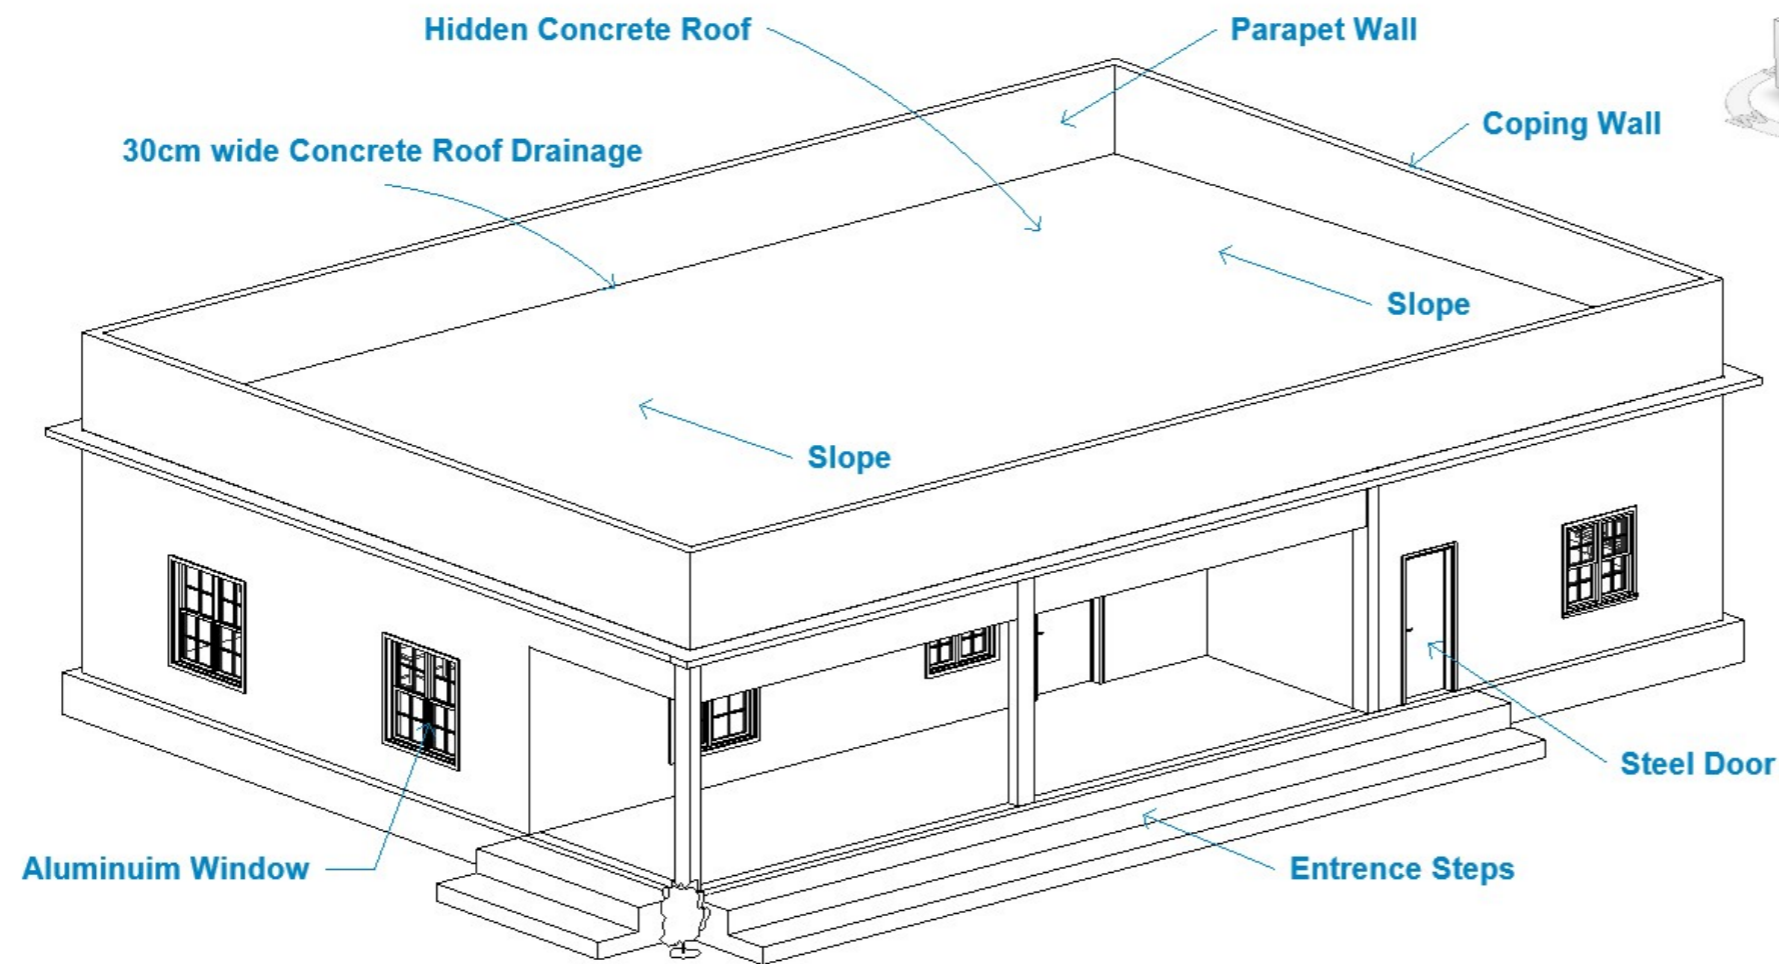 Hidden Concrete Roof
Parapet Wall
Coping Wall
30cm wide Concrete Roof Drainage
Slope
Slope
Steel Door
Aluminuim Window
Entrence Steps